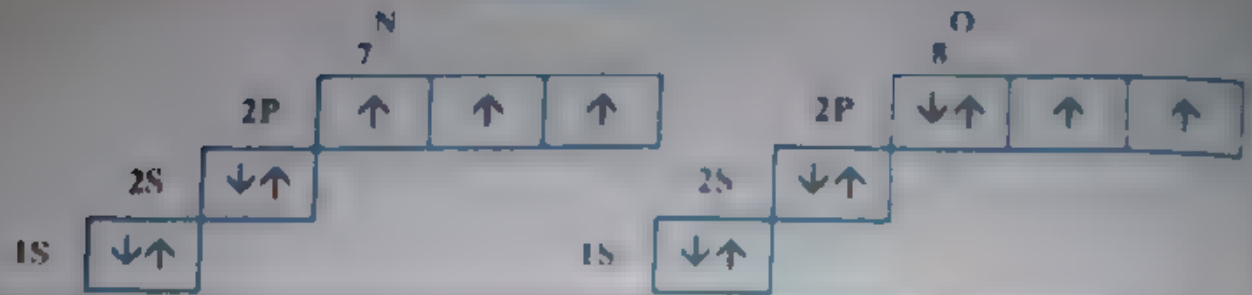 N
7
2P ↑ ↑ ↑
2S ↓↑
1S ↓↑
O
8
2P ↓↑ ↑ ↑
2S ↓↑
1S ↓↑